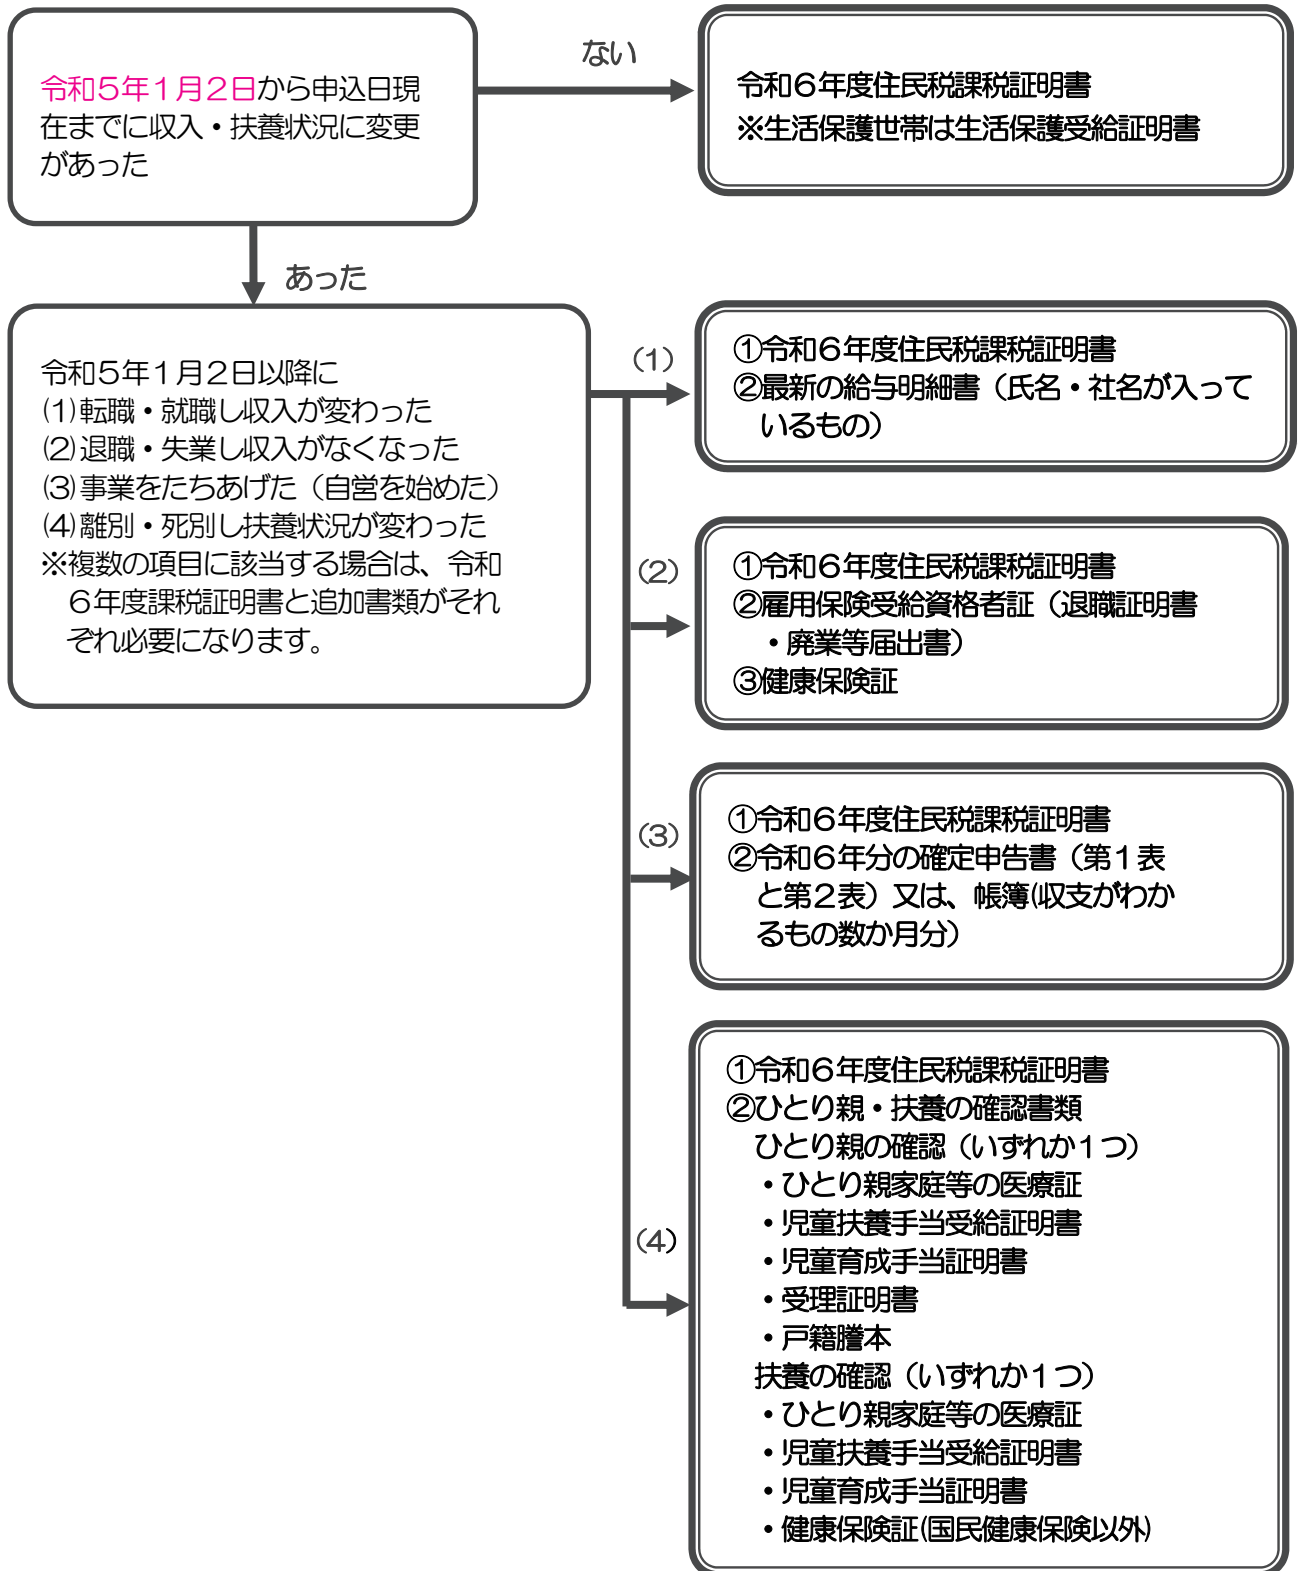 ない
令和５年１月２日から申込日現
在までに収入・扶養状況に変更
があった
令和６年度住民税課税証明書
※生活保護世帯は生活保護受給証明書
あった
令和５年１月２日以降に
(1)転職・就職し収入が変わった
(2)退職・失業し収入がなくなった
(3)事業をたちあげた（自営を始めた）
(4)離別・死別し扶養状況が変わった
※複数の項目に該当する場合は、令和
６年度課税証明書と追加書類がそれ
ぞれ必要になります。
(1)
①令和６年度住民税課税証明書
②最新の給与明細書（氏名・社名が入って
いるもの）
(2)
①令和６年度住民税課税証明書
②雇用保険受給資格者証（退職証明書
・廃業等届出書）
③健康保険証
(3)
①令和６年度住民税課税証明書
②令和６年分の確定申告書（第１表
と第２表）又は、帳簿(収支がわか
るもの数か月分）
(4)
①令和６年度住民税課税証明書
②ひとり親・扶養の確認書類
ひとり親の確認（いずれか１つ）
・ひとり親家庭等の医療証
・児童扶養手当受給証明書
・児童育成手当証明書
・受理証明書
・戸籍謄本
扶養の確認（いずれか１つ）
・ひとり親家庭等の医療証
・児童扶養手当受給証明書
・児童育成手当証明書
・健康保険証(国民健康保険以外)